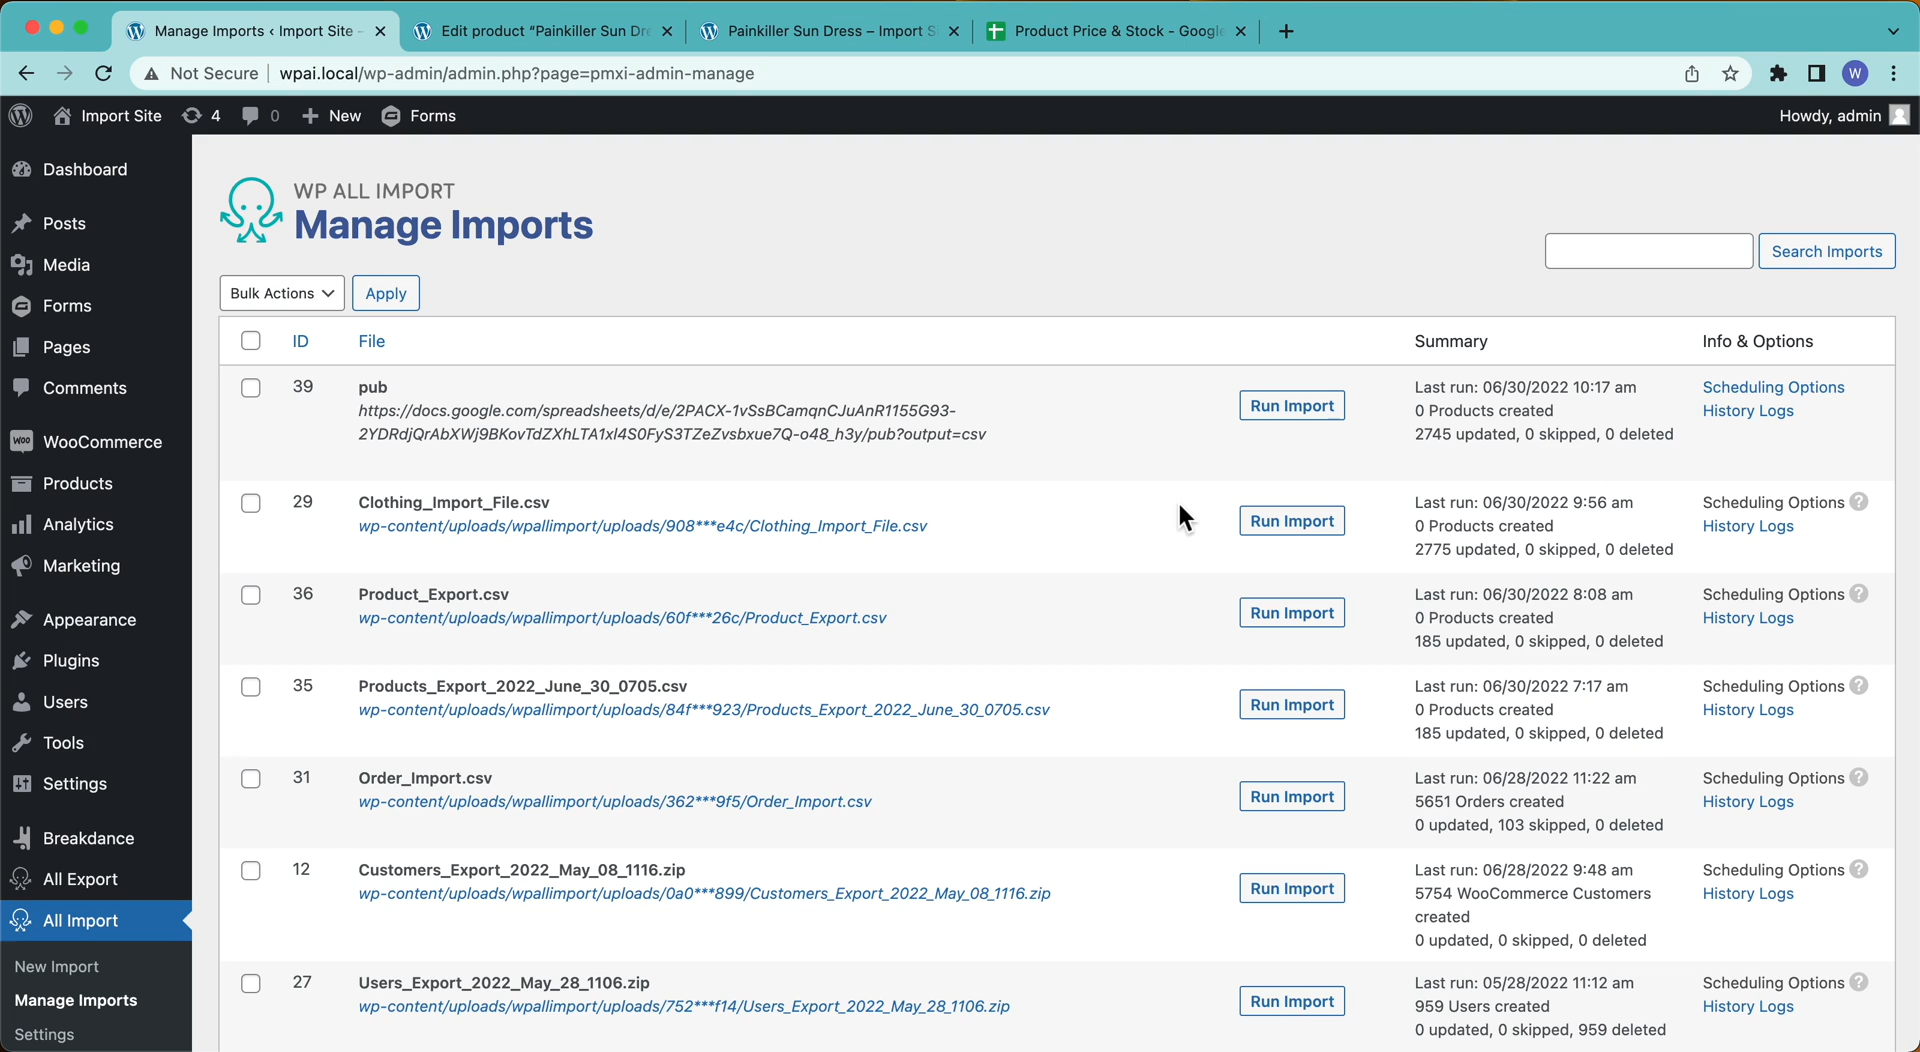 Manage Imports ‹ Import Site -
Edit product “Painkiller Sun Dre
Painkiller Sun Dress – Import S
Product Price & Stock - Google
Not Secure
wpai.local/wp-admin/admin.php?page=pmxi-admin-manage
W
Import Site
4
0
New
Forms
Howdy, admin
Dashboard
Posts
Media
Forms
Pages
Comments
WooCommerce
Products
Analytics
Marketing
Appearance
Plugins
Users
Tools
Settings
Breakdance
All Export
All Import
New Import
Manage Imports
Settings
WP ALL IMPORT
Manage Imports
Search Imports
Bulk Actions
Apply
ID
File
Summary
Info & Options
39
pub
https://docs.google.com/spreadsheets/d/e/2PACX-1vSsBCamqnCJuAnR1155G93-
2YDRdjQrAbXWj9BKovTdZXhLTA1xl4S0FyS3TZeZvsbxue7Q-o48_h3y/pub?output=csv
Run Import
Last run: 06/30/2022 10:17 am
0 Products created
2745 updated, 0 skipped, 0 deleted
Scheduling Options
History Logs
29
Clothing_Import_File.csv
wp-content/uploads/wpallimport/uploads/908***e4c/Clothing_Import_File.csv
Run Import
Last run: 06/30/2022 9:56 am
0 Products created
2775 updated, 0 skipped, 0 deleted
Scheduling Options ?
History Logs
36
Product_Export.csv
wp-content/uploads/wpallimport/uploads/60f***26c/Product_Export.csv
Run Import
Last run: 06/30/2022 8:08 am
0 Products created
185 updated, 0 skipped, 0 deleted
Scheduling Options ?
History Logs
35
Products_Export_2022_June_30_0705.csv
wp-content/uploads/wpallimport/uploads/84f***923/Products_Export_2022_June_30_0705.csv
Run Import
Last run: 06/30/2022 7:17 am
0 Products created
185 updated, 0 skipped, 0 deleted
Scheduling Options ?
History Logs
31
Order_Import.csv
wp-content/uploads/wpallimport/uploads/362***9f5/Order_Import.csv
Run Import
Last run: 06/28/2022 11:22 am
5651 Orders created
0 updated, 103 skipped, 0 deleted
Scheduling Options ?
History Logs
12
Customers_Export_2022_May_08_1116.zip
wp-content/uploads/wpallimport/uploads/0a0***899/Customers_Export_2022_May_08_1116.zip
Run Import
Last run: 06/28/2022 9:48 am
5754 WooCommerce Customers
created
0 updated, 0 skipped, 0 deleted
Scheduling Options ?
History Logs
27
Users_Export_2022_May_28_1106.zip
wp-content/uploads/wpallimport/uploads/752***f14/Users_Export_2022_May_28_1106.zip
Run Import
Last run: 05/28/2022 11:12 am
959 Users created
0 updated, 0 skipped, 959 deleted
Scheduling Options ?
History Logs